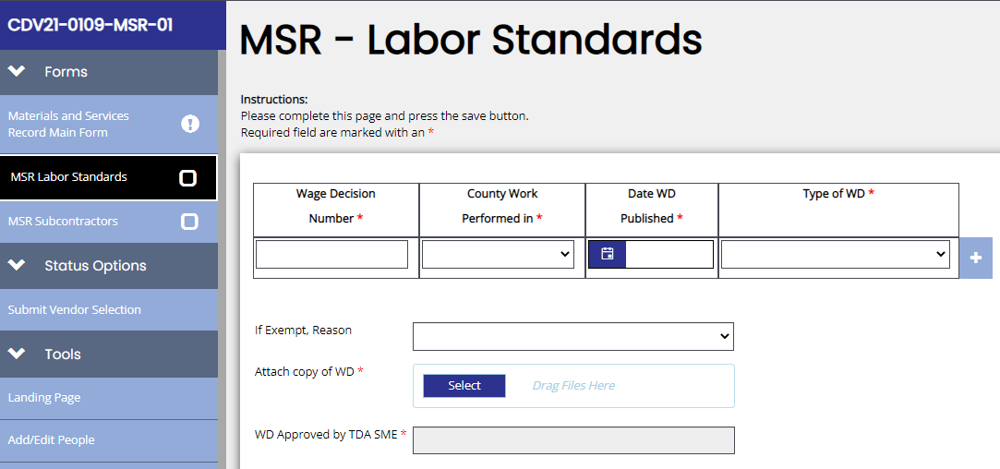 CDV21-0109-MSR-01
Forms
Materials and Services
Record Main Form
MSR Labor Standards
MSR Subcontractors
Status Options
Submit Vendor Selection
Tools
Landing Page
Add/Edit People
MSR - Labor Standards
Instructions:
Please complete this page and press the save button.
Required field are marked with an *
Wage Decision
Number *
County Work
Performed in *
Date WD
Published *
Type of WD *
If Exempt, Reason
Attach copy of WD *
Select
Drag Files Here
WD Approved by TDA SME *